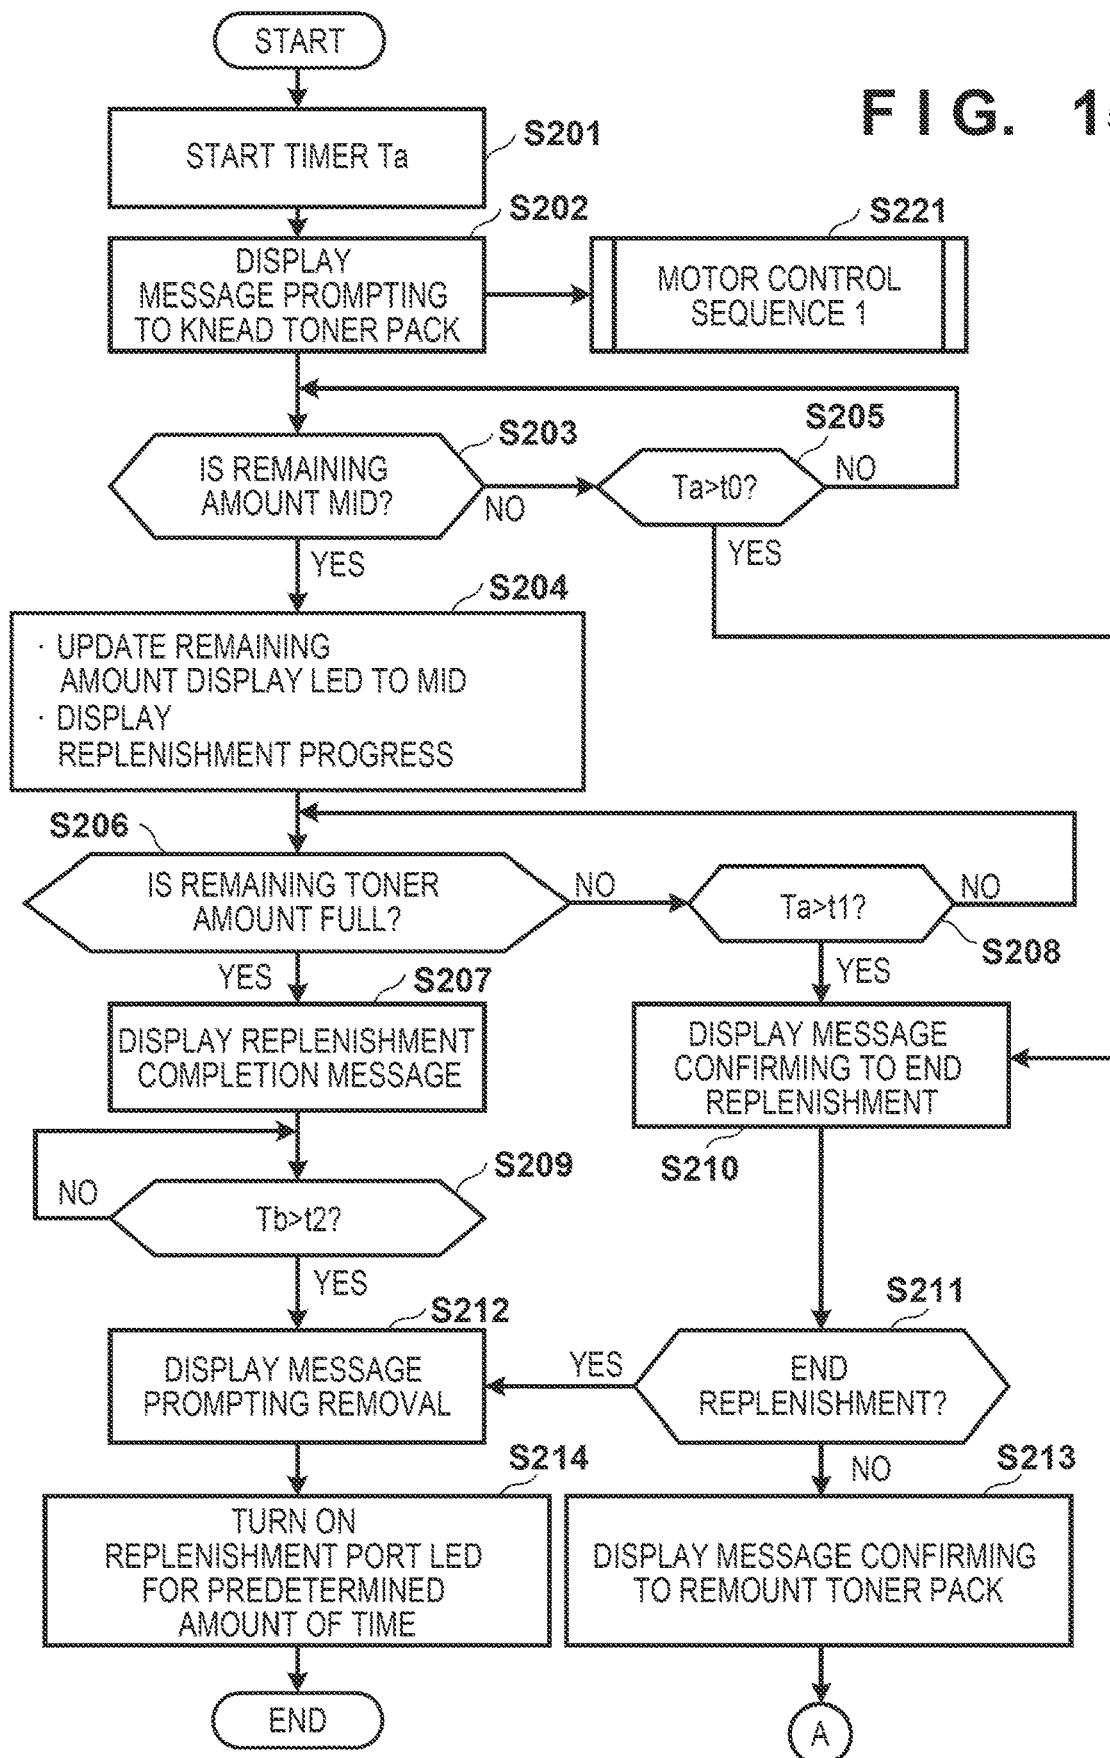 START
FIG. 1
START TIMER Ta
S201
S202
DISPLAY
MESSAGE PROMPTING
TO KNEAD TONER PACK
S221
MOTOR CONTROL
SEQUENCE 1
S203
IS REMAINING
AMOUNT MID?
NO
S205
Ta>t0?
NO
YES
YES
S204
· UPDATE REMAINING
AMOUNT DISPLAY LED TO MID
· DISPLAY
REPLENISHMENT PROGRESS
S206
IS REMAINING TONER
AMOUNT FULL?
NO
Ta>t1?
NO
S208
YES
YES
S207
DISPLAY REPLENISHMENT
COMPLETION MESSAGE
DISPLAY MESSAGE
CONFIRMING TO END
REPLENISHMENT
S210
S209
NO
Tb>t2?
YES
S212
DISPLAY MESSAGE
PROMPTING REMOVAL
S211
YES
END
REPLENISHMENT?
NO
S214
TURN ON
REPLENISHMENT PORT LED
FOR PREDETERMINED
AMOUNT OF TIME
S213
DISPLAY MESSAGE CONFIRMING
TO REMOUNT TONER PACK
END
A